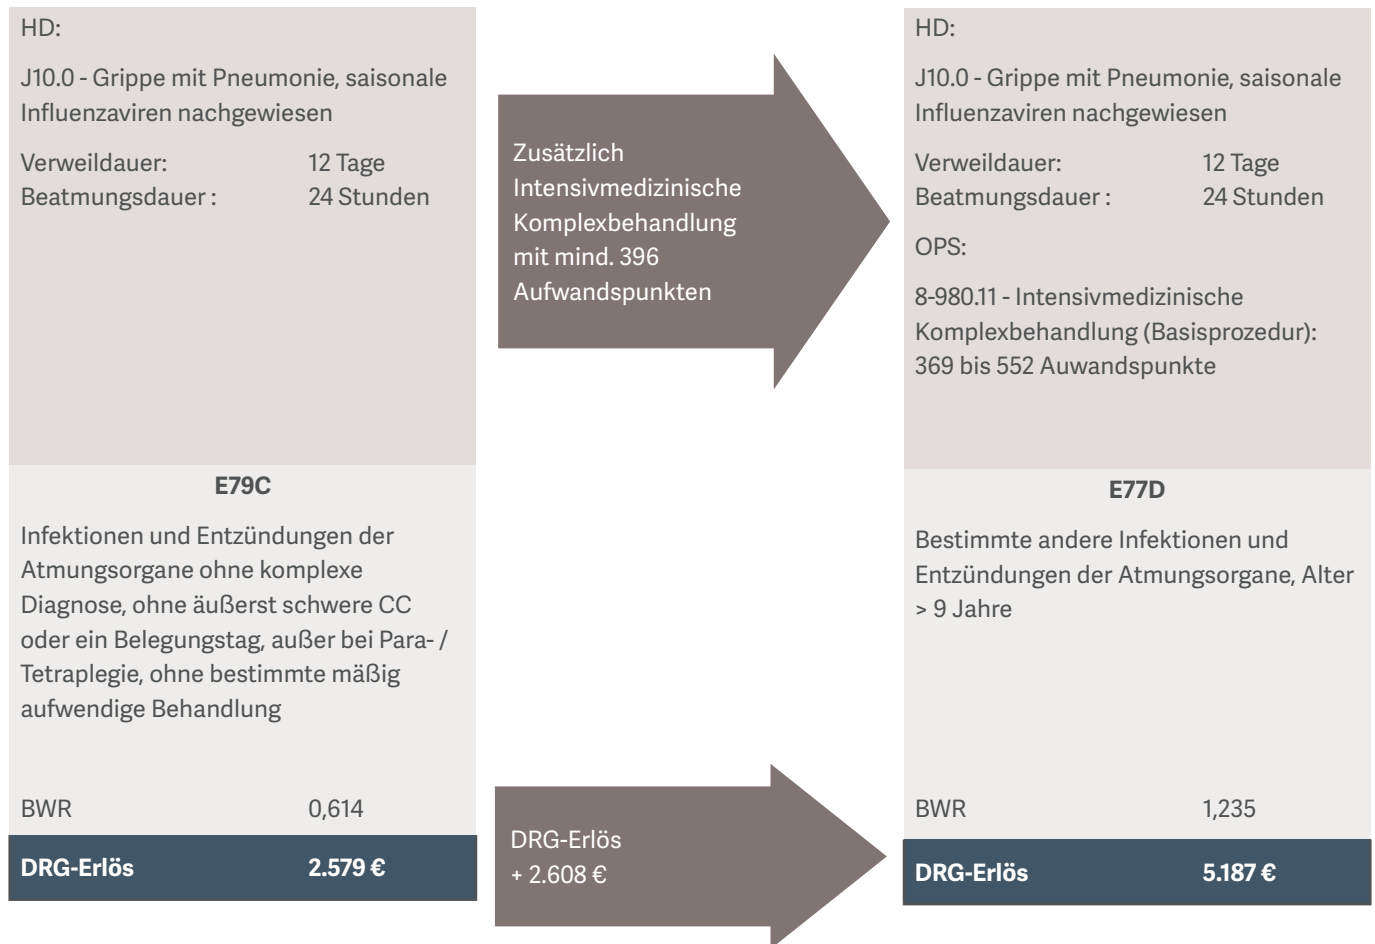 HD:
J10.0 - Grippe mit Pneumonie, saisonale
Influenzaviren nachgewiesen
Verweildauer: 12 Tage
Beatmungsdauer : 24 Stunden
E79C
Infektionen und Entzündungen der
Atmungsorgane ohne komplexe
Diagnose, ohne äußerst schwere CC
oder ein Belegungstag, außer bei Para- /
Tetraplegie, ohne bestimmte mäßig
aufwendige Behandlung
BWR 0,614
DRG-Erlös 2.579 €
Zusätzlich
Intensivmedizinische
Komplexbehandlung
mit mind. 396
Aufwandspunkten
DRG-Erlös
+ 2.608 €
HD:
J10.0 - Grippe mit Pneumonie, saisonale
Influenzaviren nachgewiesen
Verweildauer: 12 Tage
Beatmungsdauer : 24 Stunden
OPS:
8-980.11 - Intensivmedizinische
Komplexbehandlung (Basisprozedur):
369 bis 552 Auwandspunkte
E77D
Bestimmte andere Infektionen und
Entzündungen der Atmungsorgane, Alter
> 9 Jahre
BWR 1,235
DRG-Erlös 5.187 €